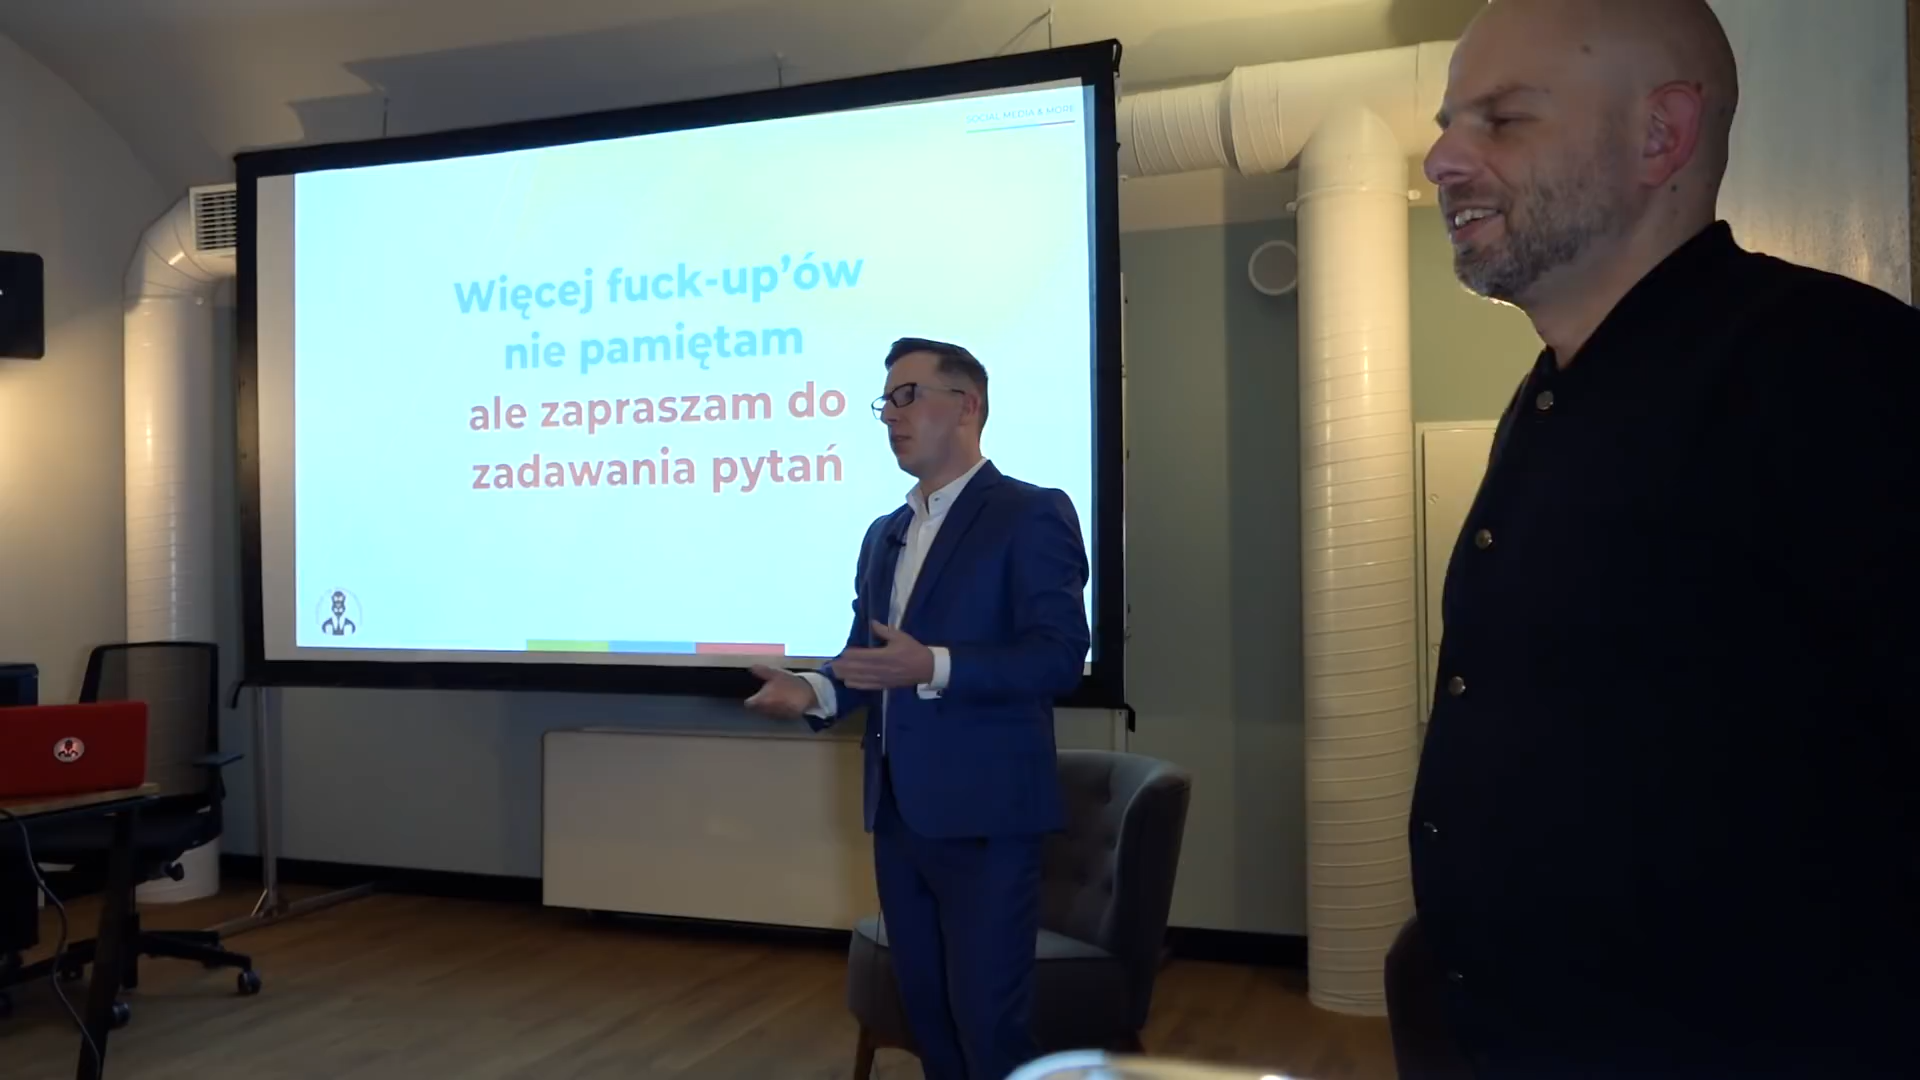 SOCIAL MEDIA & MORE
Więcej fuck-up’ów
nie pamiętam
ale zapraszam do
zadawania pytań